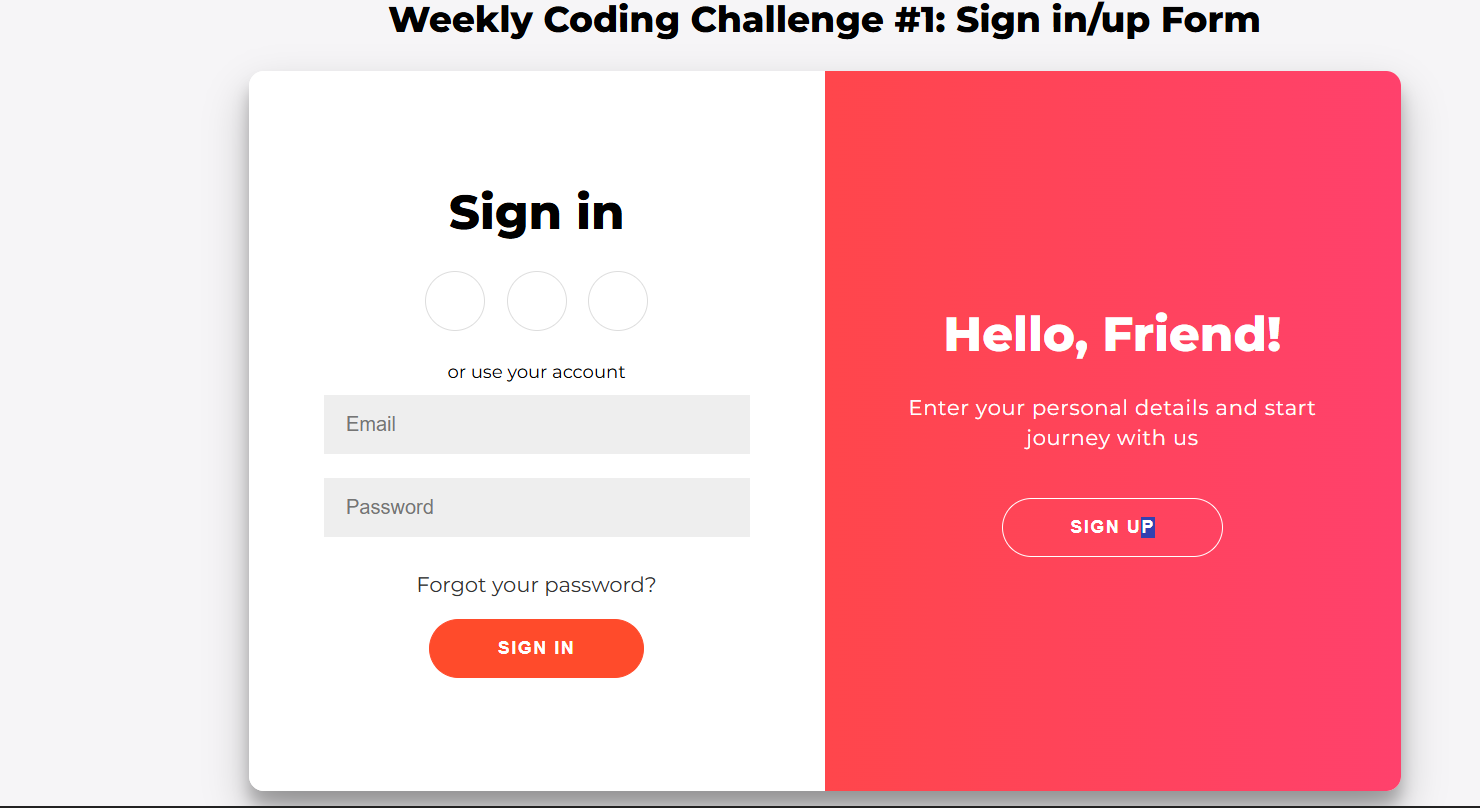 Weekly Coding Challenge #1: Sign in/up Form
Sign in
or use your account
Email
Password
Forgot your password?
SIGN IN
Hello, Friend!
Enter your personal details and start
journey with us
SIGN UP